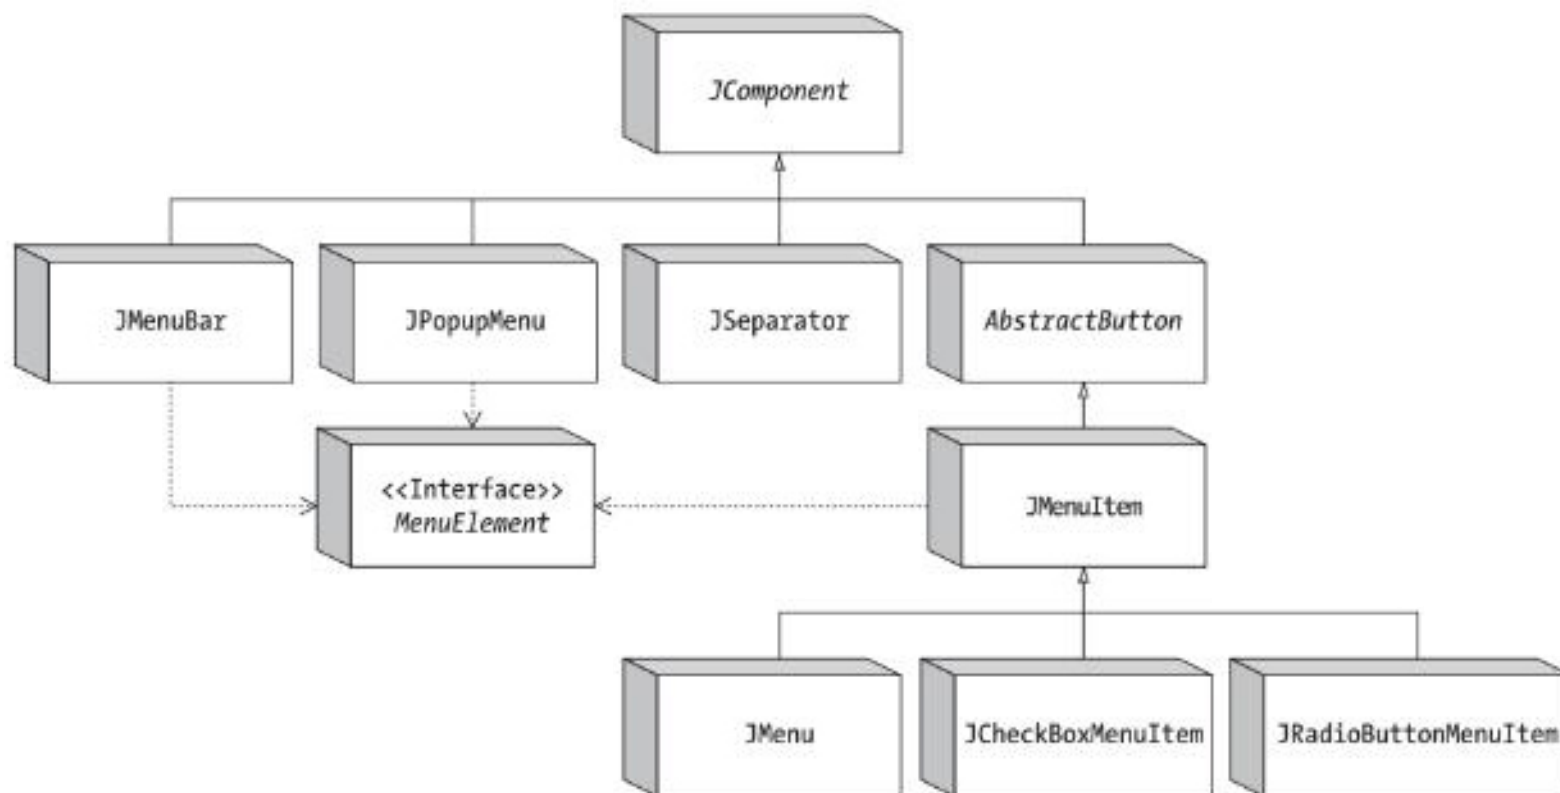 JComponent
JMenuBar
JPopupMenu
JSeparator
AbstractButton
<<Interface>>
MenuElement
JMenuItem
JMenu
JCheckBoxMenuItem
JRadioButtonMenuItem